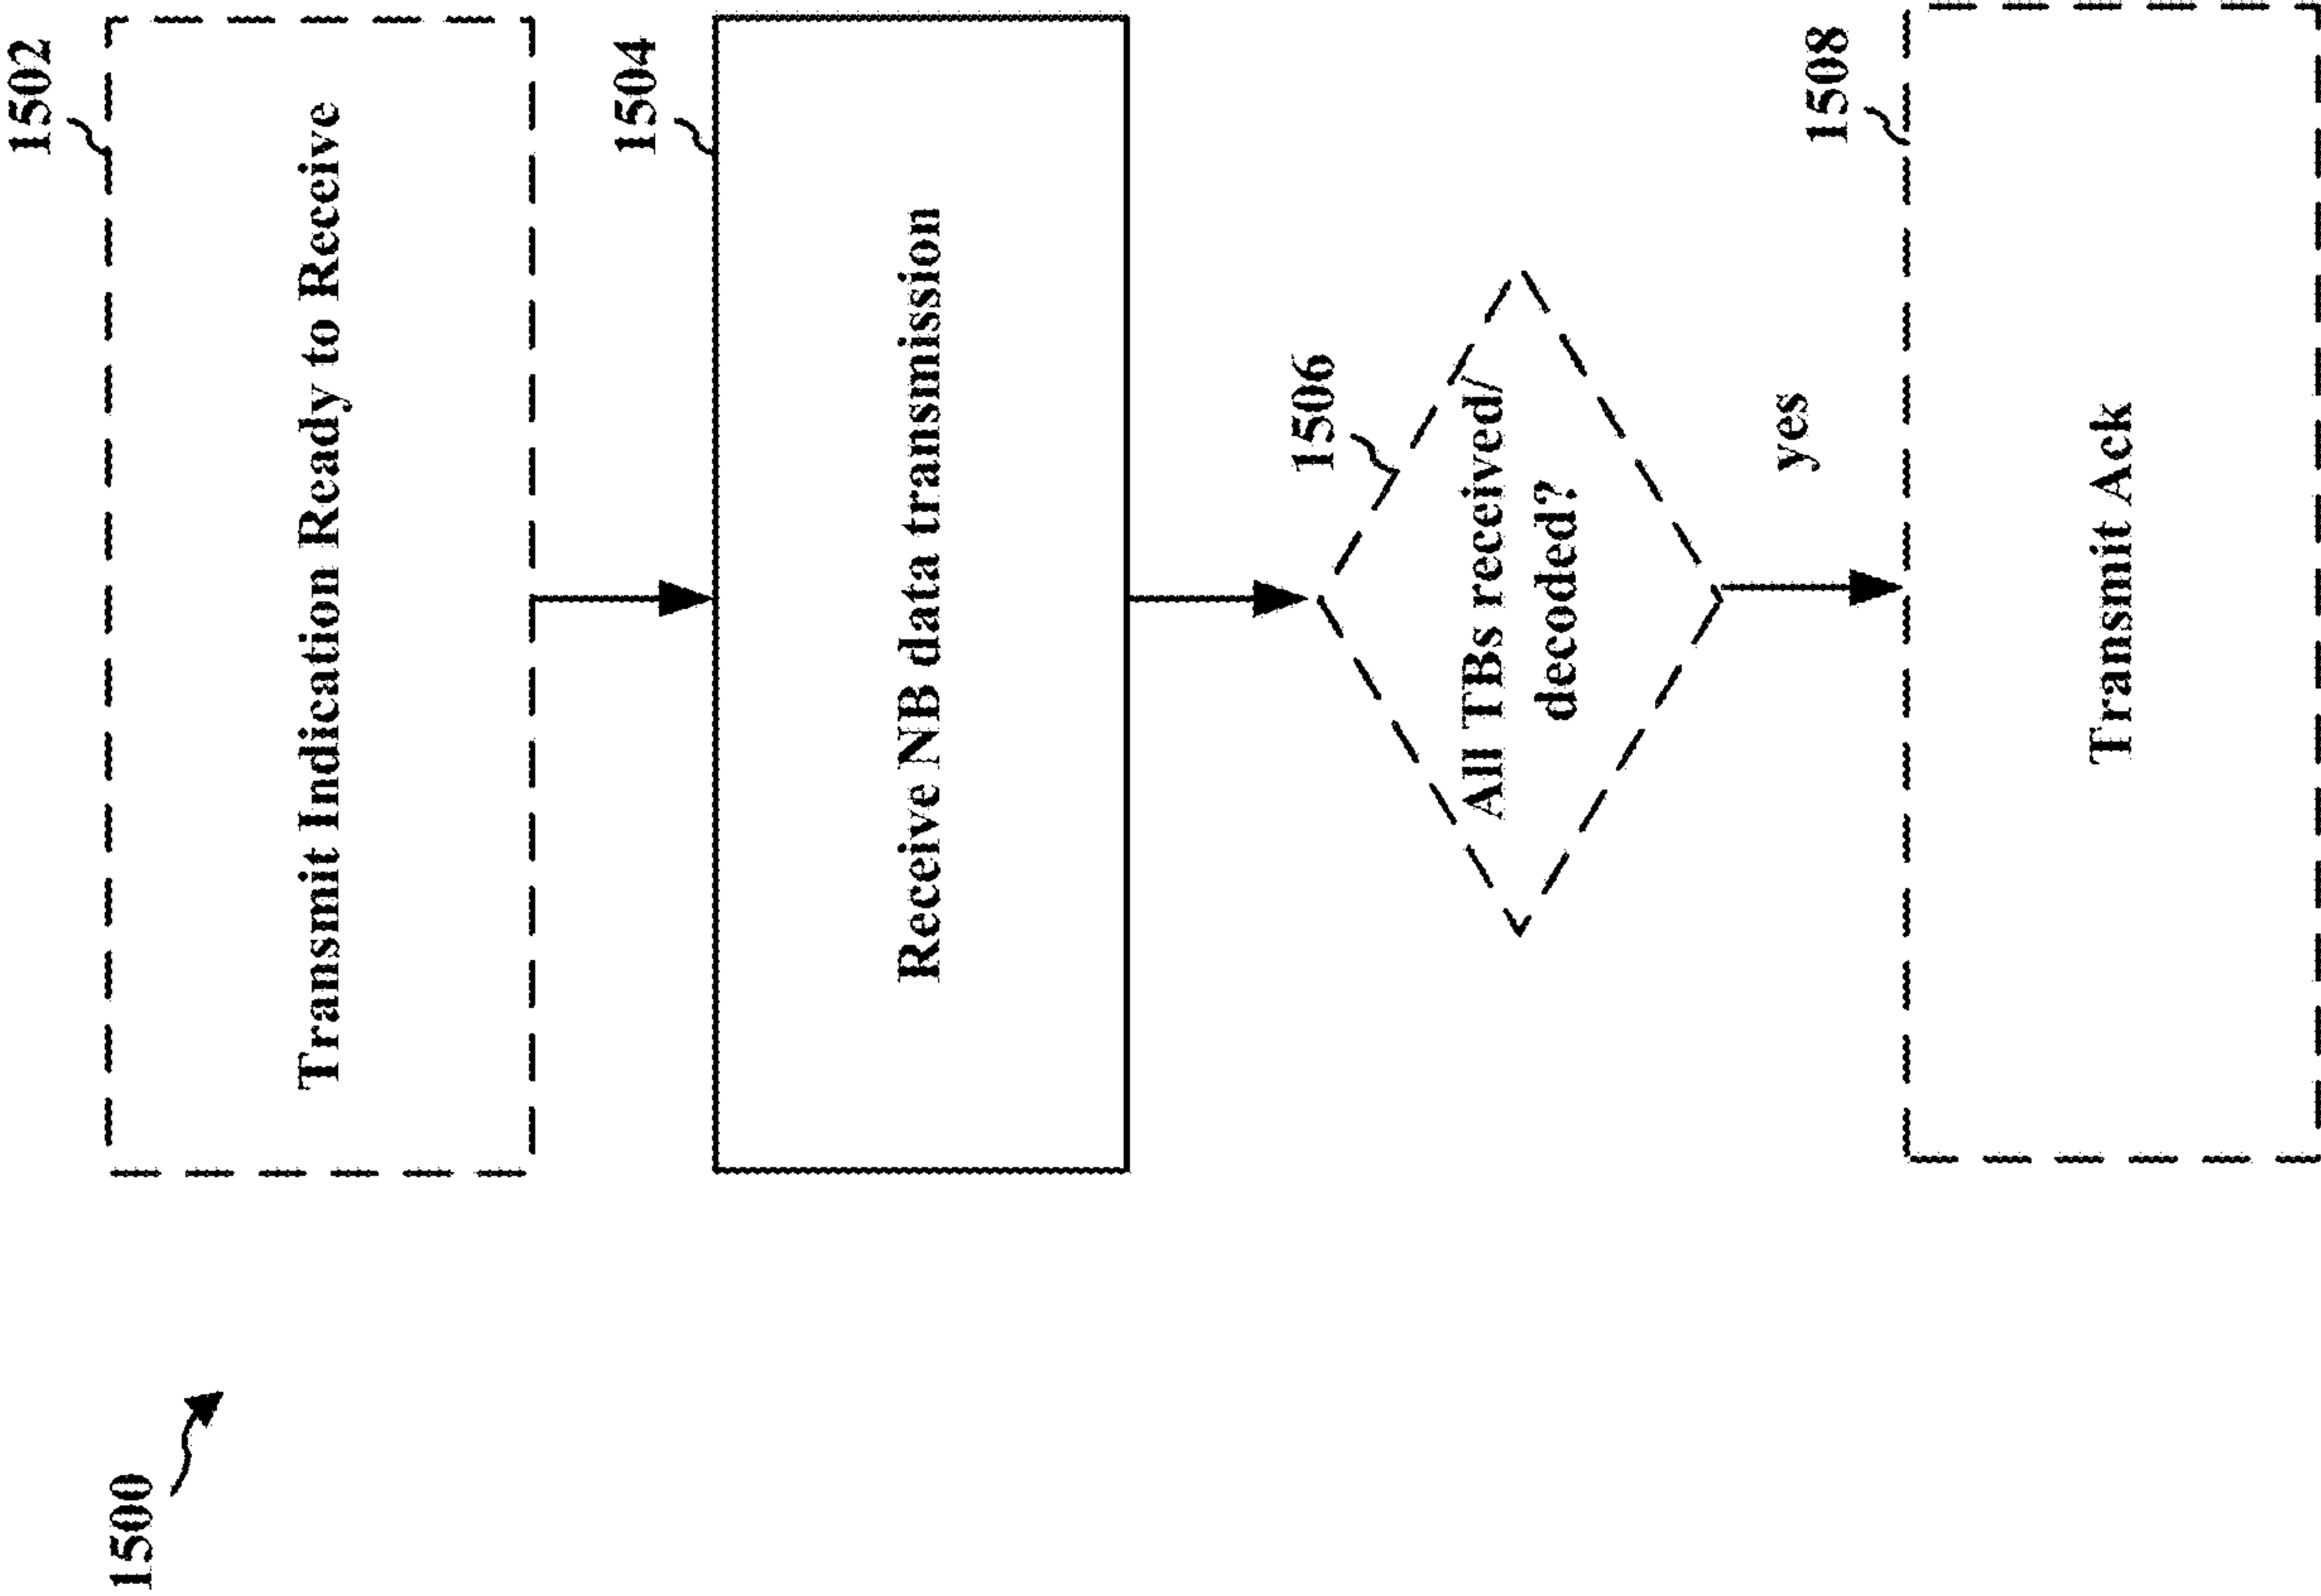 1500
1502
Transmit Indication Ready to Receive
1504
Receive NB data transmission
1506
All TBs received/
decoded?
yes
1508
Transmit Ack